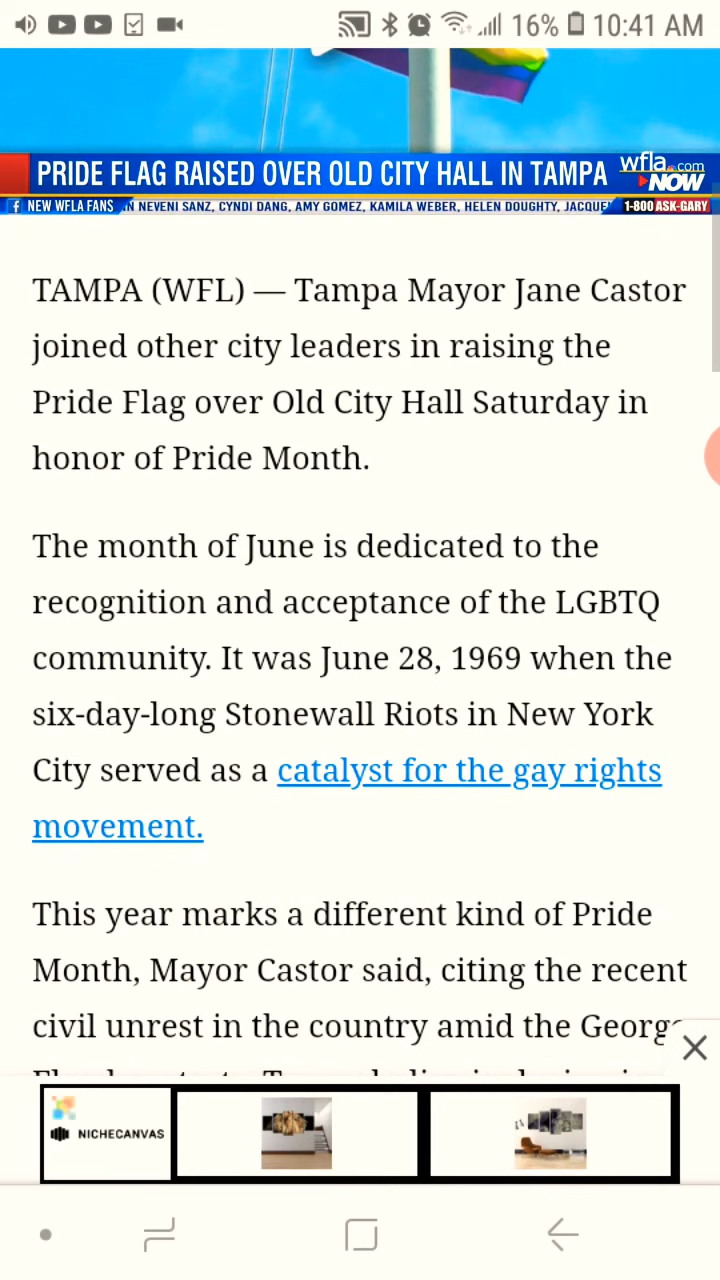 16% 10:41 AM
PRIDE FLAG RAISED OVER OLD CITY HALL IN TAMPA
wfla.com
NOW
f NEW WFLA FANS
N NEVENI SANZ, CYNDI DANG, AMY GOMEZ, KAMILA WEBER, HELEN DOUGHTY, JACQUE
1-800 ASK-GARY
TAMPA (WFL) — Tampa Mayor Jane Castor
joined other city leaders in raising the
Pride Flag over Old City Hall Saturday in
honor of Pride Month.
The month of June is dedicated to the
recognition and acceptance of the LGBTQ
community. It was June 28, 1969 when the
six-day-long Stonewall Riots in New York
City served as a catalyst for the gay rights
movement.
This year marks a different kind of Pride
Month, Mayor Castor said, citing the recent
civil unrest in the country amid the George
NICHECANVAS